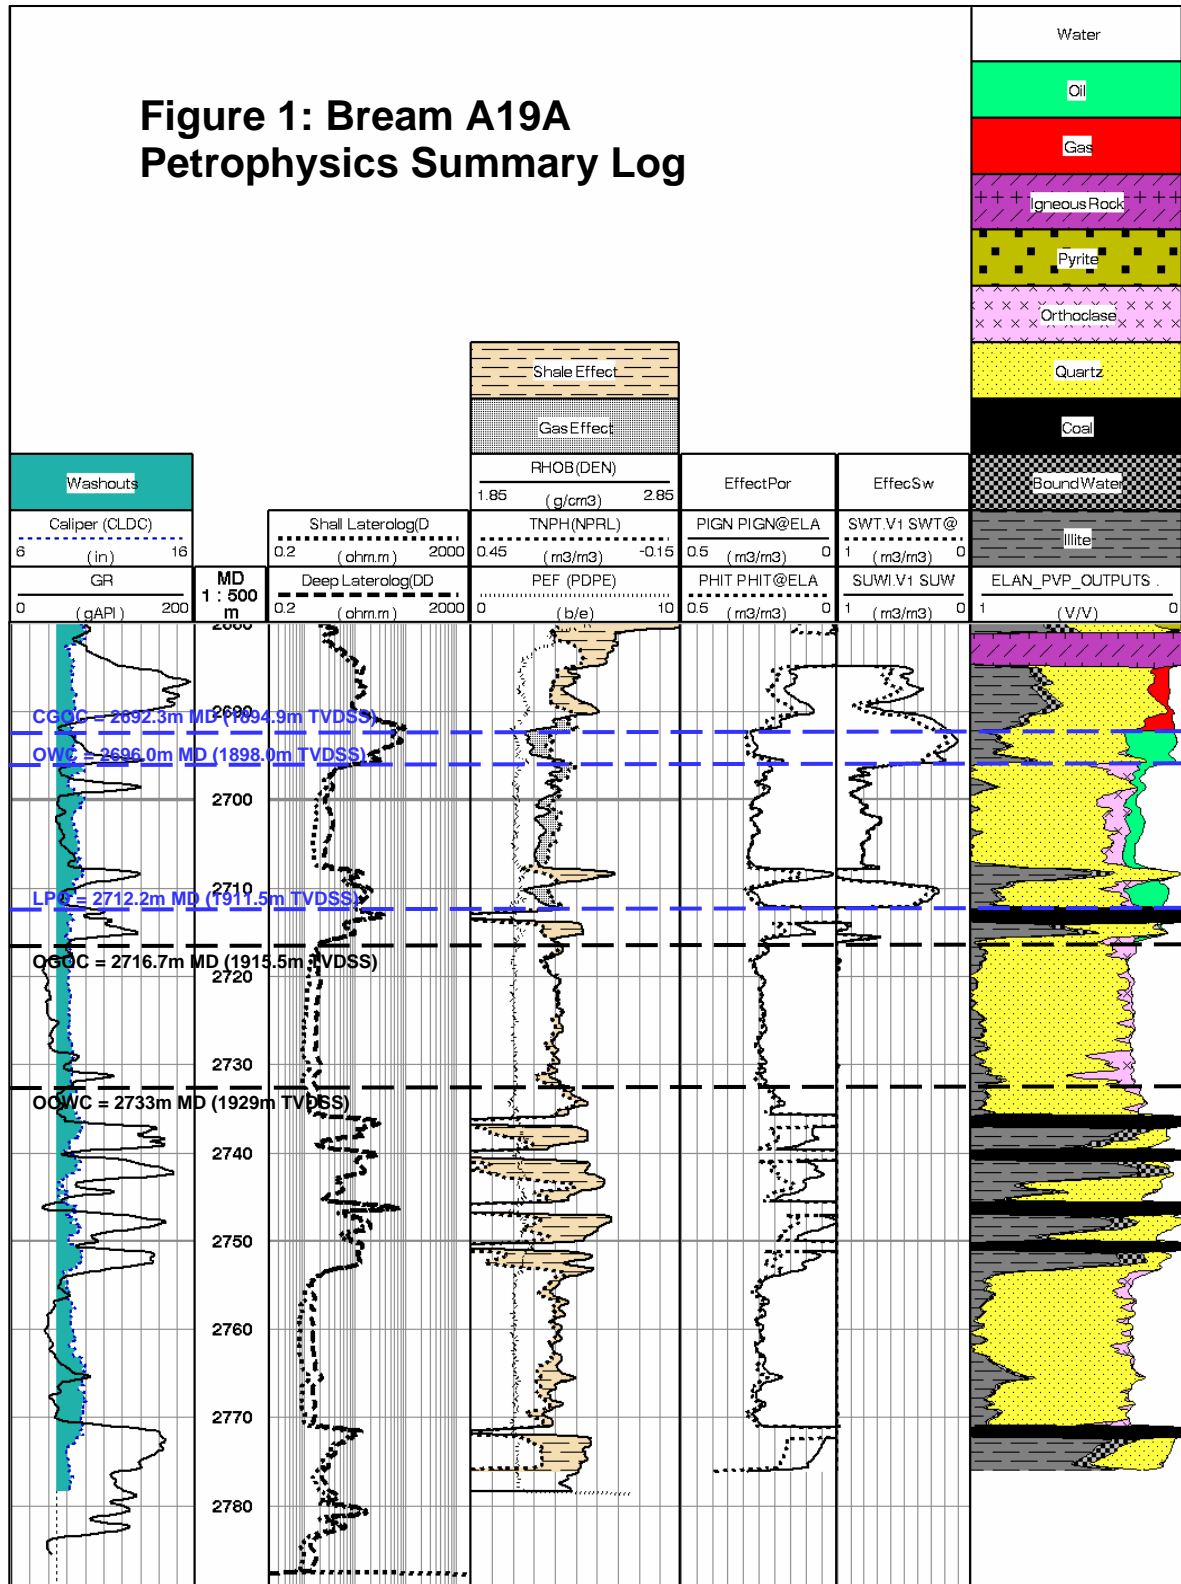 Figure 1: Bream A19A
Petrophysics Summary Log
Water
Oil
Gas
Igneous Rock
Pyrite
Orthoclase
Quartz
Coal
Bound Water
Illite
Shale Effect
Gas Effect
Washouts
RHOB (DEN)
1.85 (g/cm3) 2.85
EffectPor
EffecSw
Caliper (CLDC)
6 (in) 16
Shall Laterolog(D
0.2 (ohm.m) 2000
TNPH (NPRL)
0.45 (m3/m3) -0.15
PIGN PIGN@ELA
0.5 (m3/m3) 0
SWT.V1 SWT@
1 (m3/m3) 0
GR
0 (gAPI) 200
MD
1 : 500
m
Deep Laterolog(DD
0.2 (ohm.m) 2000
PEF (PDPE)
0 (b/e) 10
PHIT PHIT@ELA
0.5 (m3/m3) 0
SUWI.V1 SUW
1 (m3/m3) 0
ELAN_PVP_OUTPUTS .
1 (V/V) 0
2680
2690
CGOC = 2692.3m MD (1894.9m TVDSS)
OWC = 2696.0m MD (1898.0m TVDSS)
2700
2710
LPO = 2712.2m MD (1911.5m TVDSS)
OGOC = 2716.7m MD (1915.5m TVDSS)
2720
2730
OOWC = 2733m MD (1929m TVDSS)
2740
2750
2760
2770
2780